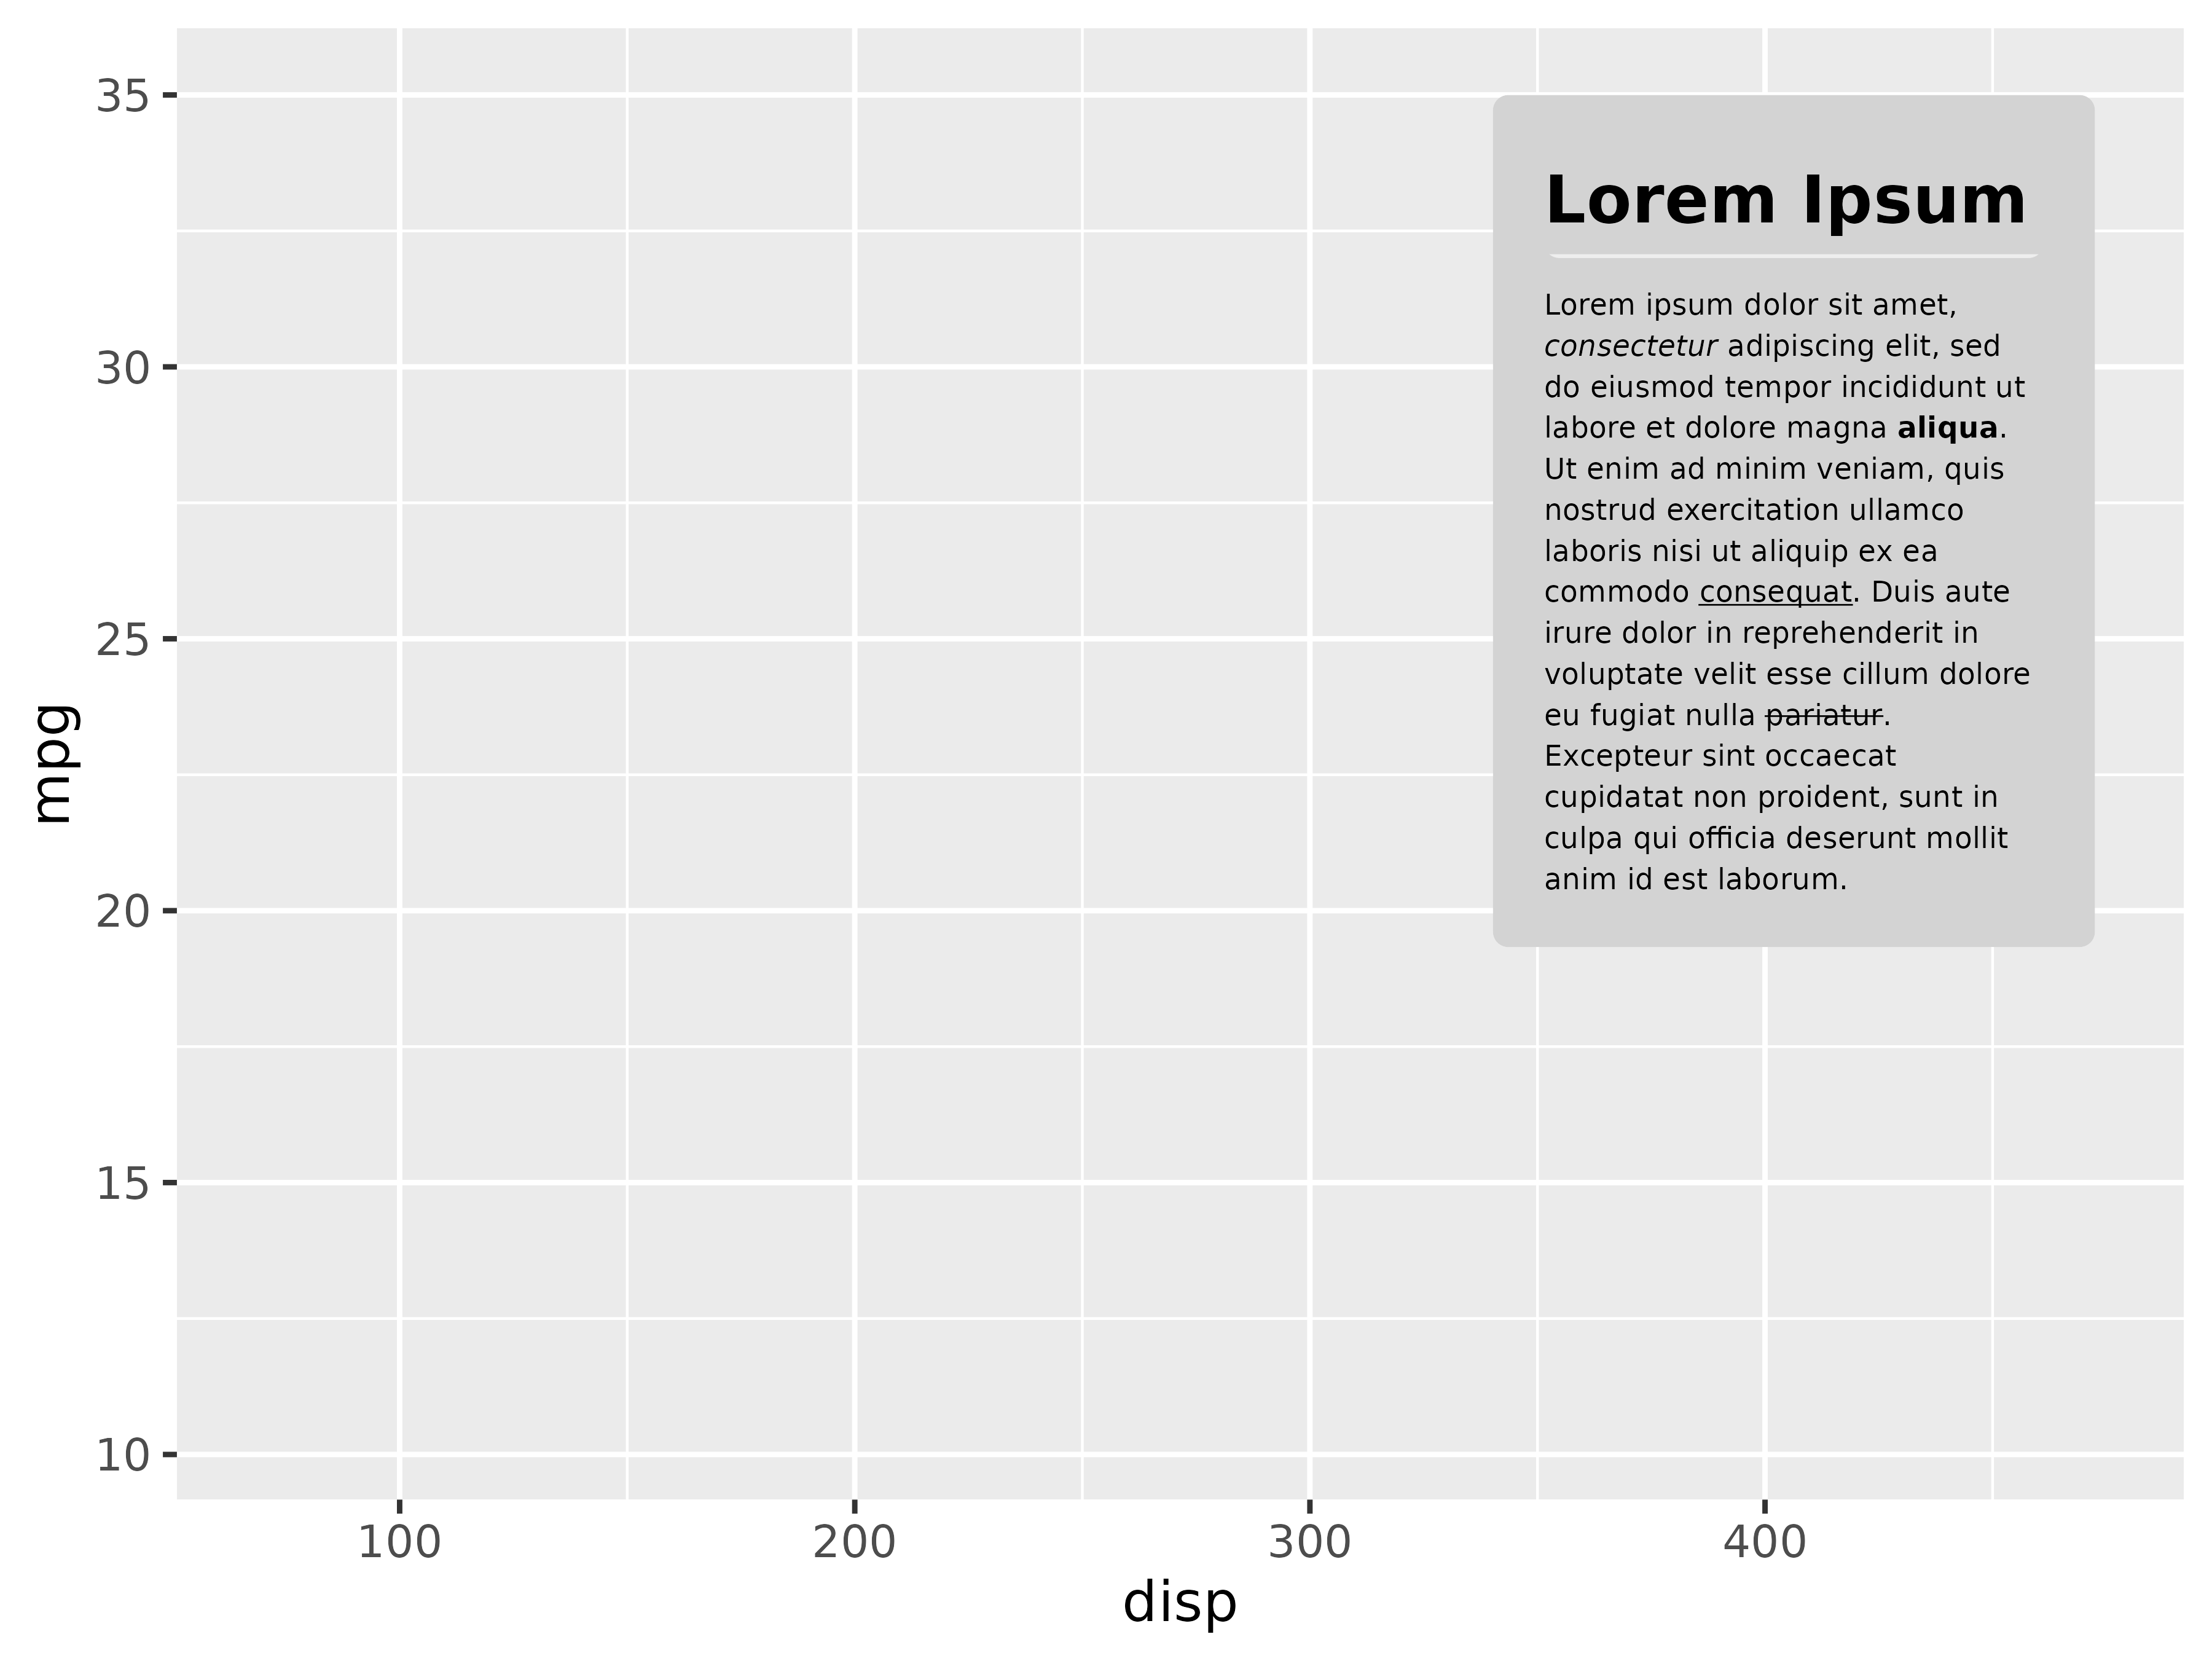 35
30
25
20
15
10
mpg
100
200
300
400
disp
Lorem Ipsum
Lorem ipsum dolor sit amet,
consectetur adipiscing elit, sed
do eiusmod tempor incididunt ut
labore et dolore magna aliqua.
Ut enim ad minim veniam, quis
nostrud exercitation ullamco
laboris nisi ut aliquip ex ea
commodo consequat. Duis aute
irure dolor in reprehenderit in
voluptate velit esse cillum dolore
eu fugiat nulla pariatur.
Excepteur sint occaecat
cupidatat non proident, sunt in
culpa qui officia deserunt mollit
anim id est laborum.